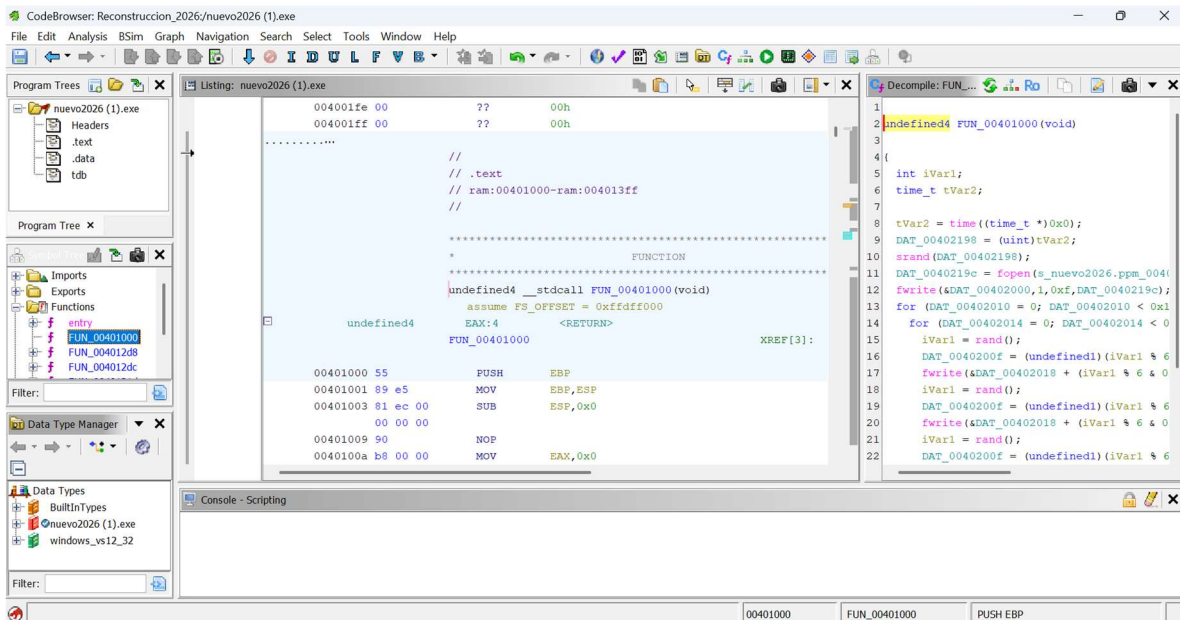 CodeBrowser: Reconstruccion_2026:/nuevo2026 (1).exe
File Edit Analysis BSim Graph Navigation Search Select Tools Window Help
I D U L F V B
Program Trees
nuevo2026 (1).exe
Headers
.text
.data
tdb
Program Tree
Imports
Exports
Functions
entry
FUN_00401000
FUN_004012d8
FUN_004012dc
Filter:
Data Type Manager
Data Types
BuiltInTypes
nuevo2026 (1).exe
windows_vs12_32
Filter:
Listing: nuevo2026 (1).exe
004001fe 00 ?? 00h
004001ff 00 ?? 00h
//
// .text
// ram:00401000-ram:004013ff
//
* FUNCTION
undefined4 __stdcall FUN_00401000(void)
assume FS_OFFSET = 0xffdff000
undefined4 EAX:4 <RETURN>
FUN_00401000 XREF[3]:
00401000 55 PUSH EBP
00401001 89 e5 MOV EBP,ESP
00401003 81 ec 00 SUB ESP,0x0
00 00 00
00401009 90 NOP
0040100a b8 00 00 MOV EAX,0x0
Decompile: FUN_...
1
2 undefined4 FUN_00401000(void)
3
4 {
5 int iVar1;
6 time_t tVar2;
7
8 tVar2 = time((time_t *)0x0);
9 DAT_00402198 = (uint)tVar2;
10 srand(DAT_00402198);
11 DAT_0040219c = fopen(s_nuevo2026.ppm_0040
12 fwrite(&DAT_00402000,1,0xf,DAT_0040219c);
13 for (DAT_00402010 = 0; DAT_00402010 < 0x1
14 for (DAT_00402014 = 0; DAT_00402014 < 0
15 iVar1 = rand();
16 DAT_0040200f = (undefined1)(iVar1 % 6
17 fwrite(&DAT_00402018 + (iVar1 % 6 & 0
18 iVar1 = rand();
19 DAT_0040200f = (undefined1)(iVar1 % 6
20 fwrite(&DAT_00402018 + (iVar1 % 6 & 0
21 iVar1 = rand();
22 DAT_0040200f = (undefined1)(iVar1 % 6
Console - Scripting
00401000 FUN_00401000 PUSH EBP